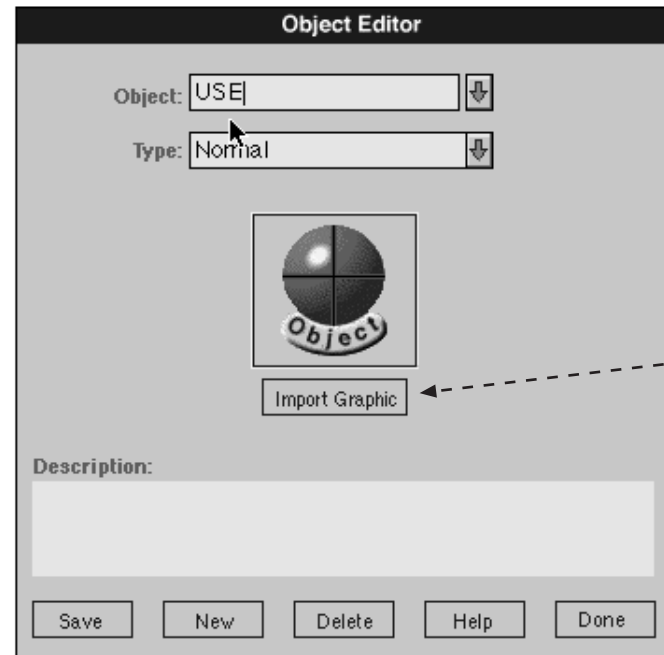 Object Editor
Object: USE
Type: Normal
Object
Import Graphic
Description:
Save New Delete Help Done